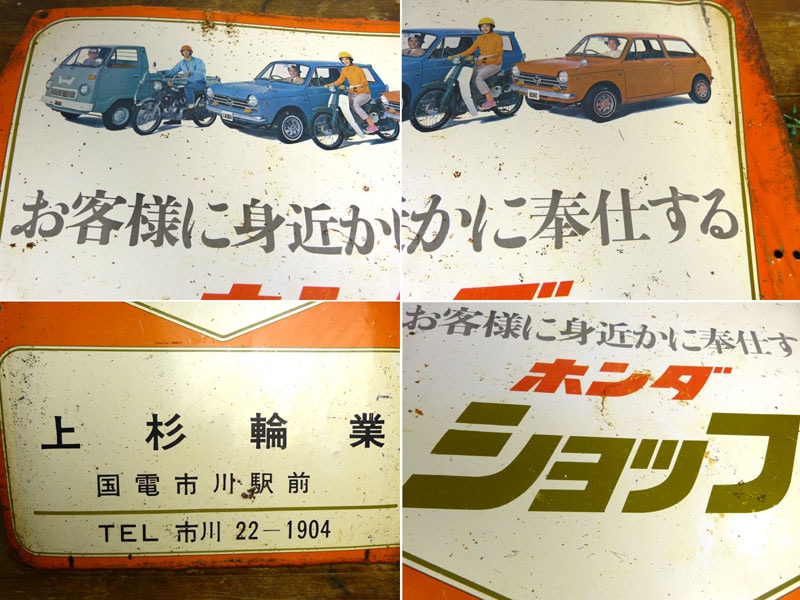 お客様に身近か
かに奉仕する
上杉輪業
国電市川駅前
TEL 市川 22-1904
お客様に身近かに奉仕す
ホンダ
ショップ